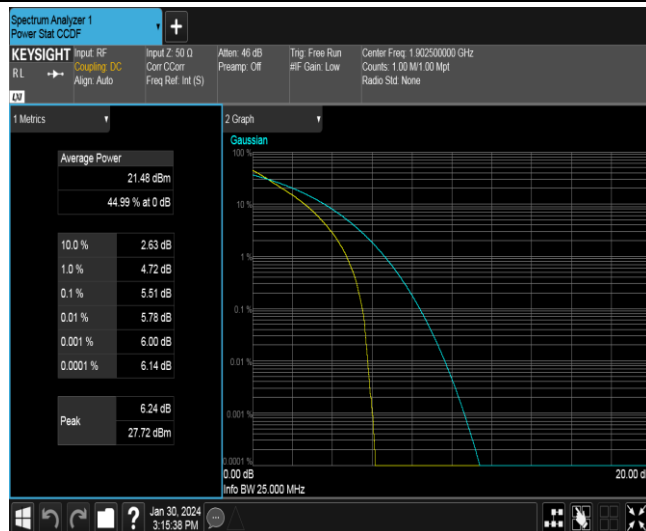 Spectrum Analyzer 1
Power Stat CCDF
+
KEYSIGHT
RL
Input: RF
Coupling: DC
Align: Auto
Input Z: 50 Ω
Corr CCorr
Freq Ref: Int (S)
Atten: 46 dB
Preamp: Off
Trig: Free Run
#IF Gain: Low
Center Freq: 1.902500000 GHz
Counts: 1.00 M/1.00 Mpt
Radio Std: None
1 Metrics
Average Power
21.48 dBm
44.99 % at 0 dB
10.0 % 2.63 dB
1.0 % 4.72 dB
0.1 % 5.51 dB
0.01 % 5.78 dB
0.001 % 6.00 dB
0.0001 % 6.14 dB
Peak
6.24 dB
27.72 dBm
2 Graph
Gaussian
100 %
10 %
1 %
0.1 %
0.01 %
0.001 %
0.0001 %
0.00 dB
20.00 d
Info BW 25.000 MHz
?
Jan 30, 2024
3:15:38 PM